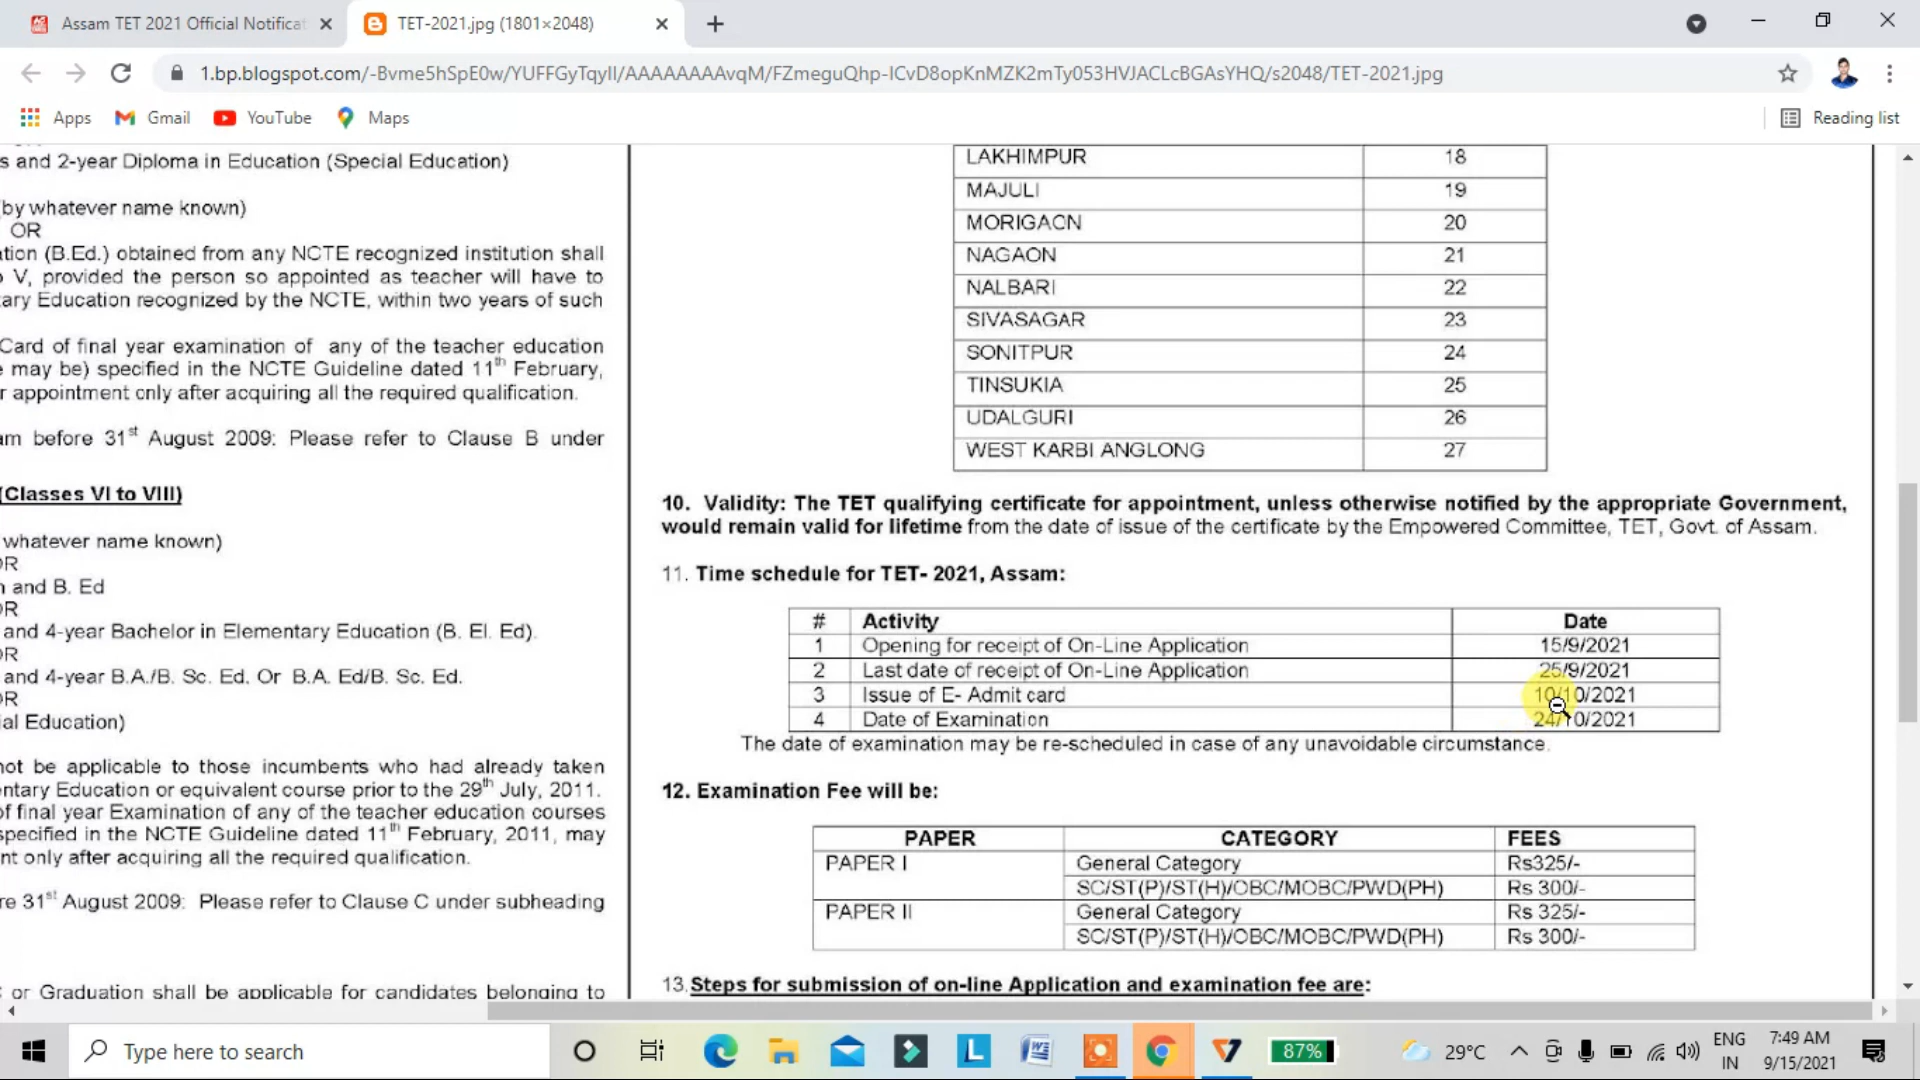 Assam TET 2021 Official Notificat
TET-2021.jpg (1801×2048)
1.bp.blogspot.com/-Bvme5hSpE0w/YUFFGyTqyII/AAAAAAAAvqM/FZmeguQhp-ICvD8opKnMZK2mTy053HVJACLcBGAsYHQ/s2048/TET-2021.jpg
Apps Gmail YouTube Maps Reading list
s and 2-year Diploma in Education (Special Education)
(by whatever name known)
OR
ation (B.Ed.) obtained from any NCTE recognized institution shall
o V, provided the person so appointed as teacher will have to
tary Education recognized by the NCTE, within two years of such
Card of final year examination of any of the teacher education
e may be) specified in the NCTE Guideline dated 11th February,
r appointment only after acquiring all the required qualification.
am before 31st August 2009: Please refer to Clause B under
(Classes VI to VIII)
whatever name known)
OR
n and B. Ed
OR
and 4-year Bachelor in Elementary Education (B. El. Ed).
OR
and 4-year B.A./B. Sc. Ed. Or B.A. Ed/B. Sc. Ed.
OR
ial Education)
not be applicable to those incumbents who had already taken
entary Education or equivalent course prior to the 29th July, 2011.
of final year Examination of any of the teacher education courses
specified in the NCTE Guideline dated 11th February, 2011, may
nt only after acquiring all the required qualification.
re 31st August 2009: Please refer to Clause C under subheading
or Graduation shall be applicable for candidates belonging to
LAKHIMPUR 18
MAJULI 19
MORIGAON 20
NAGAON 21
NALBARI 22
SIVASAGAR 23
SONITPUR 24
TINSUKIA 25
UDALGURI 26
WEST KARBI ANGLONG 27
10. Validity: The TET qualifying certificate for appointment, unless otherwise notified by the appropriate Government,
would remain valid for lifetime from the date of issue of the certificate by the Empowered Committee, TET, Govt. of Assam.
11. Time schedule for TET- 2021, Assam:
# Activity Date
1 Opening for receipt of On-Line Application 15/9/2021
2 Last date of receipt of On-Line Application 25/9/2021
3 Issue of E- Admit card 10/10/2021
4 Date of Examination 24/10/2021
The date of examination may be re-scheduled in case of any unavoidable circumstance.
12. Examination Fee will be:
PAPER CATEGORY FEES
PAPER I General Category Rs325/-
SC/ST(P)/ST(H)/OBC/MOBC/PWD(PH) Rs 300/-
PAPER II General Category Rs 325/-
SC/ST(P)/ST(H)/OBC/MOBC/PWD(PH) Rs 300/-
13. Steps for submission of on-line Application and examination fee are:
Type here to search
87%
29°C
ENG
IN
7:49 AM
9/15/2021